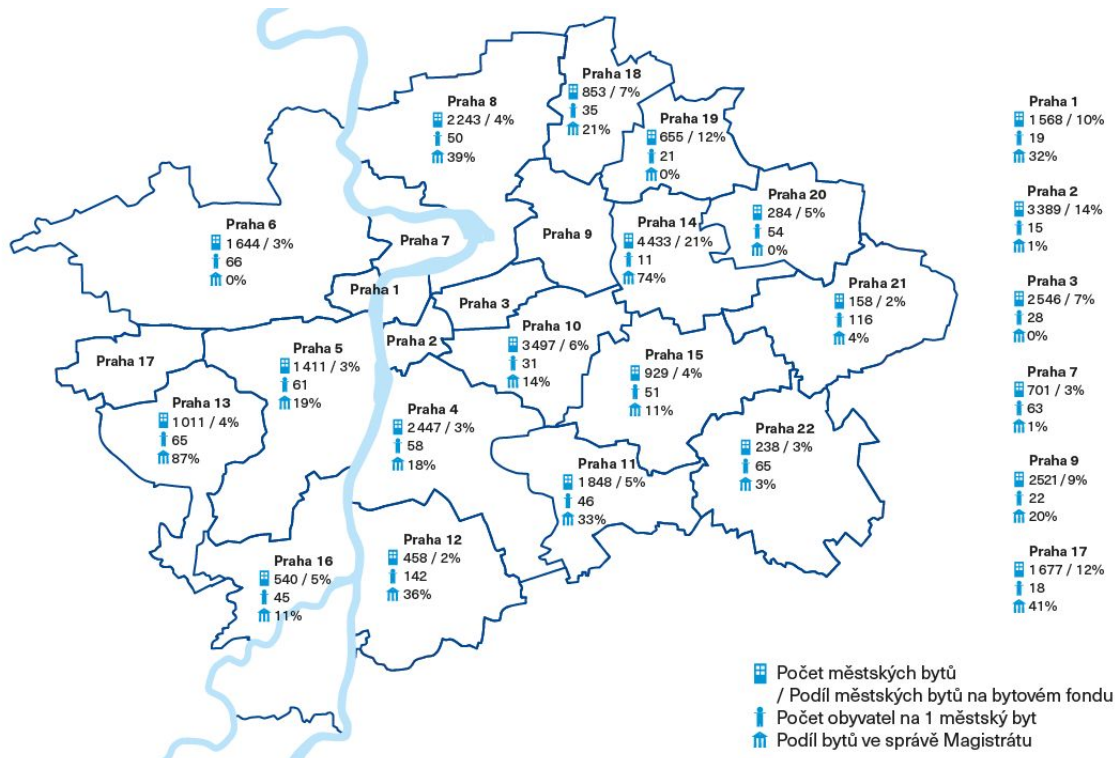 Praha 18
853 / 7%
35
21%
Praha 8
2 243 / 4%
50
39%
Praha 19
655 / 12%
21
0%
Praha 1
1 568 / 10%
19
32%
Praha 20
284 / 5%
54
0%
Praha 2
3 389 / 14%
15
1%
Praha 6
1 644 / 3%
66
0%
Praha 7
Praha 9
Praha 14
4 433 / 21%
11
74%
Praha 3
2 546 / 7%
28
0%
Praha 1
Praha 3
Praha 21
158 / 2%
116
4%
Praha 2
Praha 10
3 497 / 6%
31
14%
Praha 17
Praha 5
1 411 / 3%
61
19%
Praha 15
929 / 4%
51
11%
Praha 7
701 / 3%
63
1%
Praha 13
1 011 / 4%
65
87%
Praha 4
2 447 / 3%
58
18%
Praha 22
238 / 3%
65
3%
Praha 11
1 848 / 5%
46
33%
Praha 9
2521 / 9%
22
20%
Praha 12
458 / 2%
142
36%
Praha 16
540 / 5%
45
11%
Praha 17
1 677 / 12%
18
41%
Počet městských bytů
/ Podíl městských bytů na bytovém fondu
Počet obyvatel na 1 městský byt
Podíl bytů ve správě Magistrátu